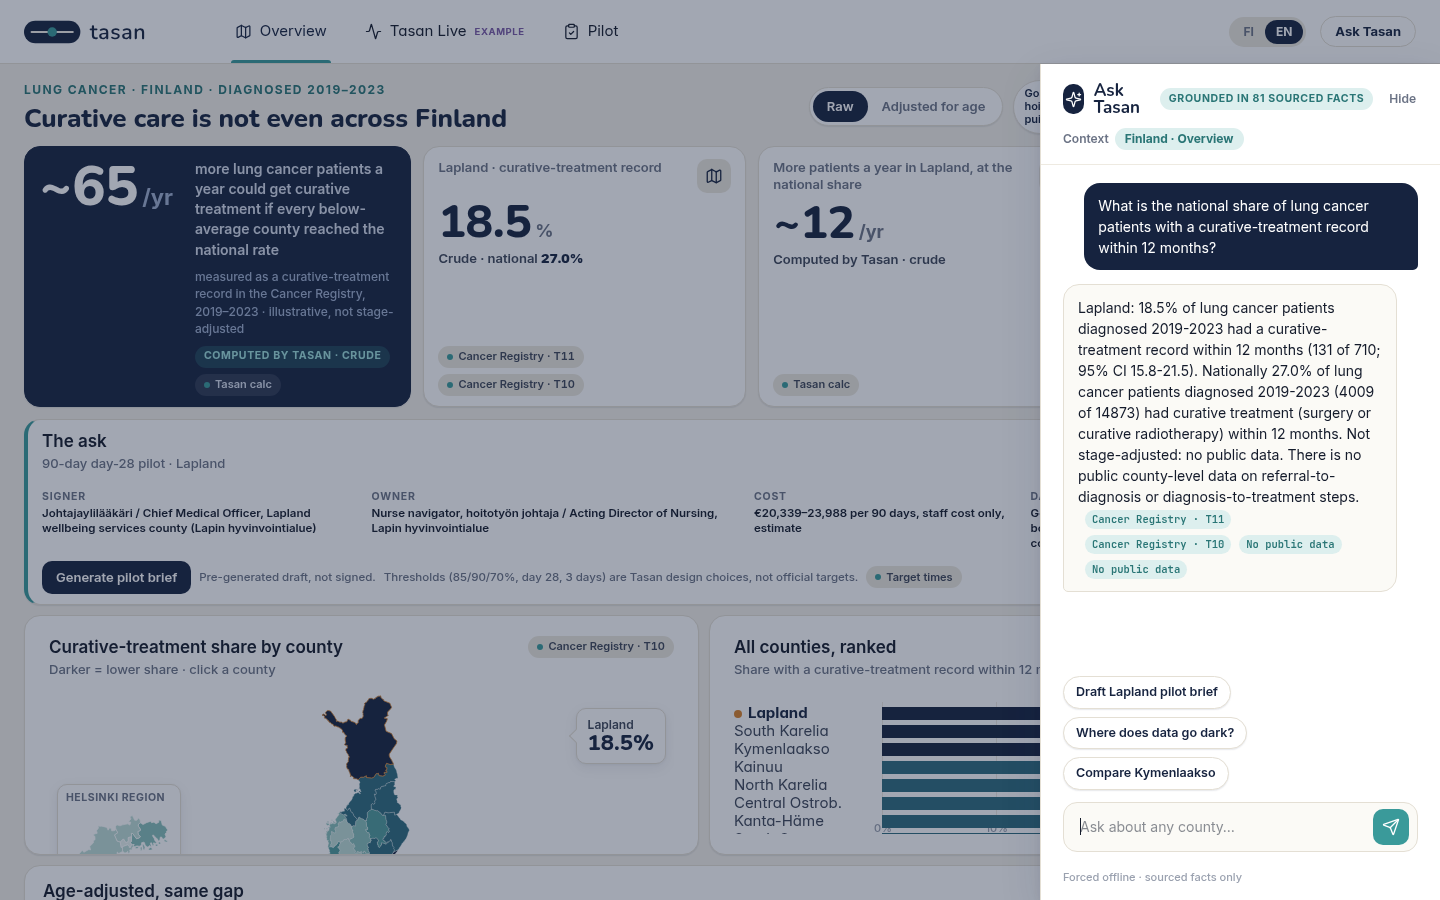 tasan
Overview
Tasan Live EXAMPLE
Pilot
FI EN
Ask Tasan
LUNG CANCER · FINLAND · DIAGNOSED 2019–2023
Curative care is not even across Finland
Raw
Adjusted for age
~65 /yr
more lung cancer patients a
year could get curative
treatment if every below-
average county reached the
national rate
measured as a curative-treatment
record in the Cancer Registry,
2019–2023 · illustrative, not stage-
adjusted
COMPUTED BY TASAN · CRUDE
Tasan calc
Lapland · curative-treatment record
18.5 %
Crude · national 27.0%
Cancer Registry · T11
Cancer Registry · T10
More patients a year in Lapland, at the
national share
~12 /yr
Computed by Tasan · crude
Tasan calc
The ask
90-day day-28 pilot · Lapland
SIGNER
Johtajaylilääkäri / Chief Medical Officer, Lapland
wellbeing services county (Lapin hyvinvointialue)
OWNER
Nurse navigator, hoitotyön johtaja / Acting Director of Nursing,
Lapin hyvinvointialue
COST
€20,339–23,988 per 90 days, staff cost only,
estimate
Generate pilot brief
Pre-generated draft, not signed. Thresholds (85/90/70%, day 28, 3 days) are Tasan design choices, not official targets.
Target times
Curative-treatment share by county
Cancer Registry · T10
Darker = lower share · click a county
Lapland
18.5%
HELSINKI REGION
All counties, ranked
Share with a curative-treatment record within 12
Lapland
South Karelia
Kymenlaakso
Kainuu
North Karelia
Central Ostrob.
Kanta-Häme
0% 10%
Age-adjusted, same gap
Ask
Tasan
GROUNDED IN 81 SOURCED FACTS
Hide
Context Finland · Overview
What is the national share of lung cancer
patients with a curative-treatment record
within 12 months?
Lapland: 18.5% of lung cancer patients
diagnosed 2019-2023 had a curative-
treatment record within 12 months (131 of 710;
95% CI 15.8-21.5). Nationally 27.0% of lung
cancer patients diagnosed 2019-2023 (4009
of 14873) had curative treatment (surgery or
curative radiotherapy) within 12 months. Not
stage-adjusted: no public data. There is no
public county-level data on referral-to-
diagnosis or diagnosis-to-treatment steps.
Cancer Registry · T11
Cancer Registry · T10 No public data
No public data
Draft Lapland pilot brief
Where does data go dark?
Compare Kymenlaakso
Ask about any county...
Forced offline · sourced facts only